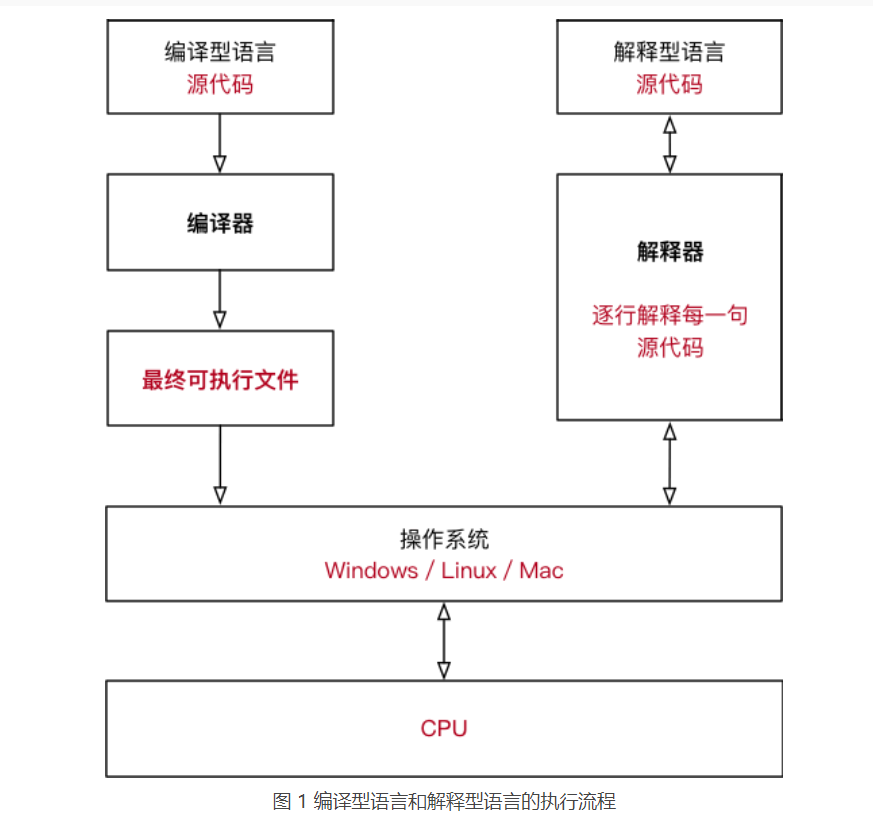 编译型语言
源代码
编译器
最终可执行文件
解释型语言
源代码
解释器
逐行解释每一句
源代码
操作系统
Windows / Linux / Mac
CPU
图 1 编译型语言和解释型语言的执行流程